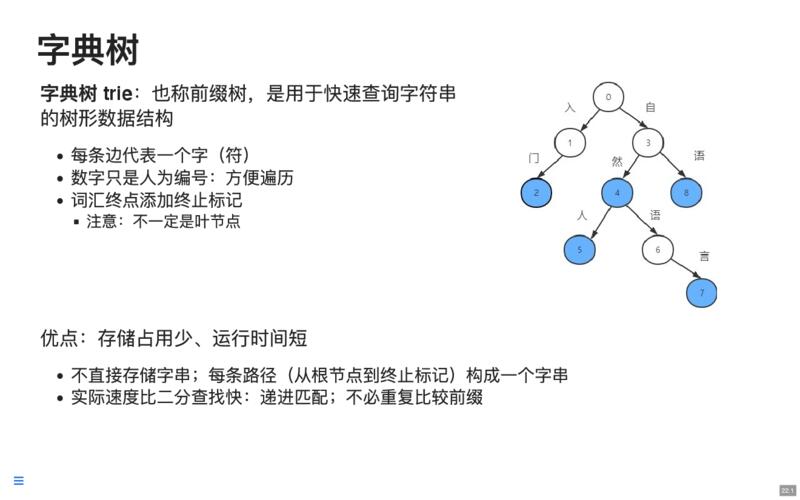 字典树
字典树 trie：也称前缀树，是用于快速查询字符串
的树形数据结构
每条边代表一个字（符）
数字只是人为编号：方便遍历
词汇终点添加终止标记
注意：不一定是叶节点
0
入
自
1
3
门
然
语
2
4
8
人
语
5
6
言
7
优点：存储占用少、运行时间短
不直接存储字串；每条路径（从根节点到终止标记）构成一个字串
实际速度比二分查找快：递进匹配；不必重复比较前缀
22.1